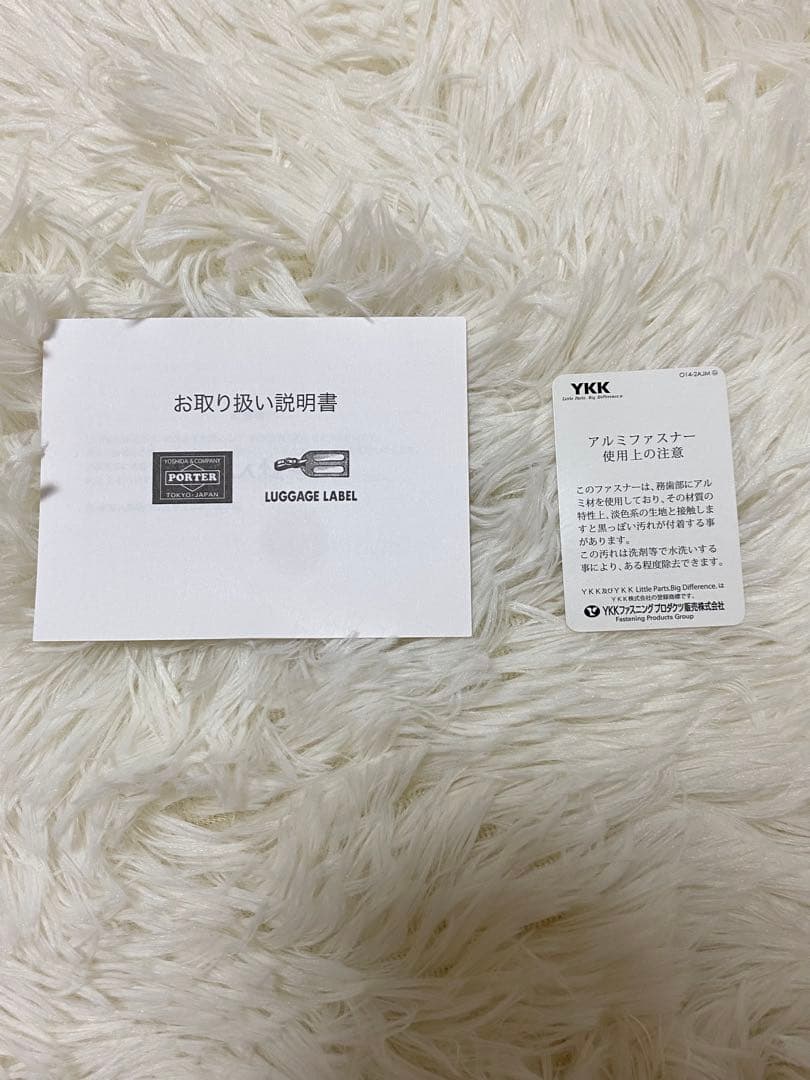 お取り扱い説明書
YOSHIDA & COMPANY
PORTER
TOKYO-JAPAN
LUGGAGE LABEL
O14-2AJM
YKK
Little Parts. Big Difference.
アルミファスナー
使用上の注意
このファスナーは、務歯部にアル
ミ材を使用しており、その材質の
特性上、淡色系の生地と接触しま
すと黒っぽい汚れが付着する事
があります。
この汚れは洗剤等で水洗いする
事により、ある程度除去できます。
YKK及びYKK Little Parts.Big Difference.は
YKK株式会社の登録商標です。
YKKファスニングプロダクツ販売株式会社
Fastening Products Group